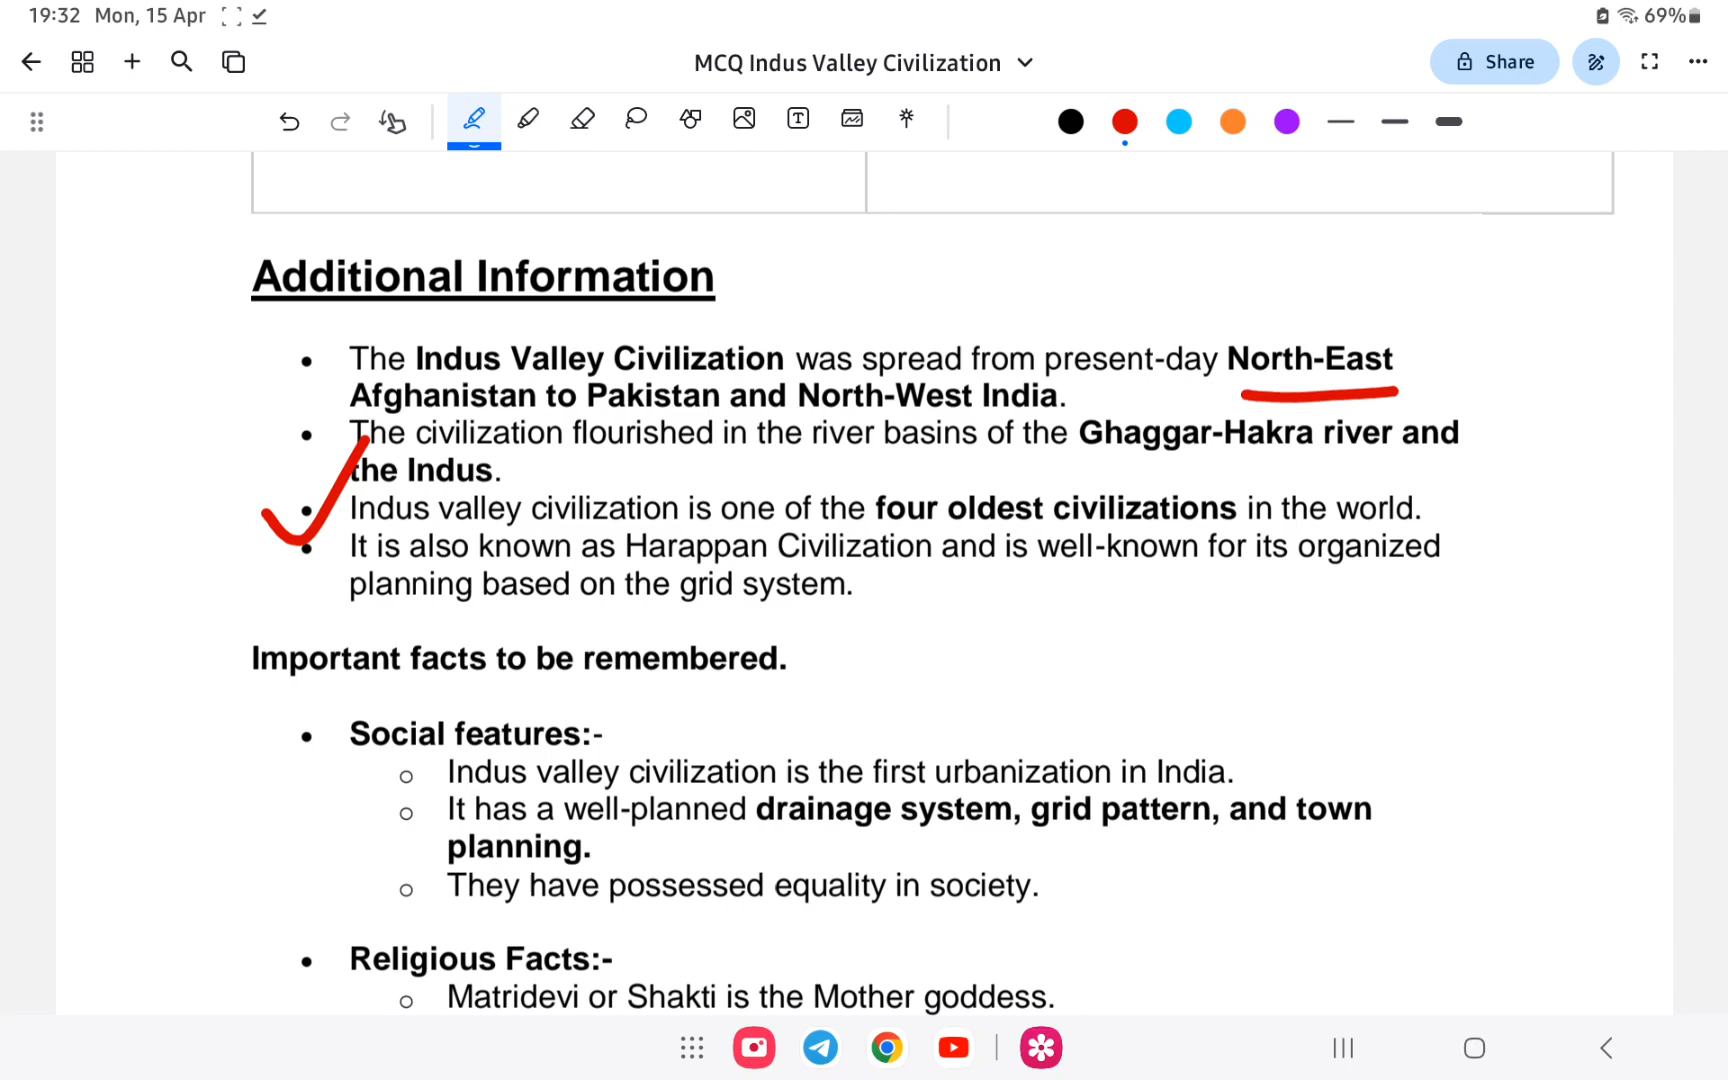 19:32 Mon, 15 Apr
69%
MCQ Indus Valley Civilization
Share
Additional Information
• The Indus Valley Civilization was spread from present-day North-East
Afghanistan to Pakistan and North-West India.
• The civilization flourished in the river basins of the Ghaggar-Hakra river and
the Indus.
• Indus valley civilization is one of the four oldest civilizations in the world.
• It is also known as Harappan Civilization and is well-known for its organized
planning based on the grid system.
Important facts to be remembered.
• Social features:-
o Indus valley civilization is the first urbanization in India.
o It has a well-planned drainage system, grid pattern, and town
planning.
o They have possessed equality in society.
• Religious Facts:-
o Matridevi or Shakti is the Mother goddess.